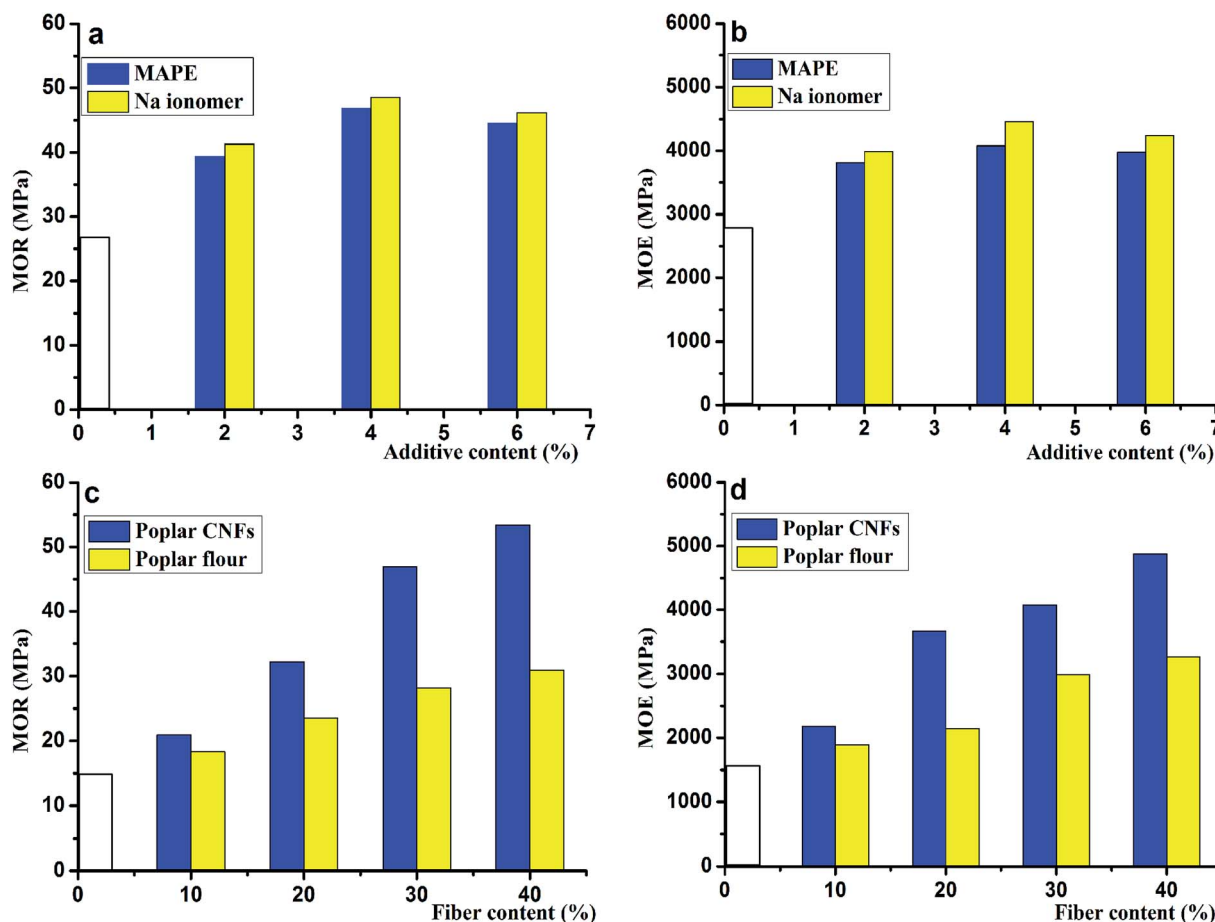 a
MAPE
Na ionomer
MOR (MPa)
60
50
40
30
20
10
0
0 1 2 3 4 5 6 7
Additive content (%)
b
MAPE
Na ionomer
MOE (MPa)
6000
5000
4000
3000
2000
1000
0
0 1 2 3 4 5 6 7
Additive content (%)
c
Poplar CNFs
Poplar flour
MOR (MPa)
60
50
40
30
20
10
0
0 10 20 30 40
Fiber content (%)
d
Poplar CNFs
Poplar flour
MOE (MPa)
6000
5000
4000
3000
2000
1000
0
0 10 20 30 40
Fiber content (%)